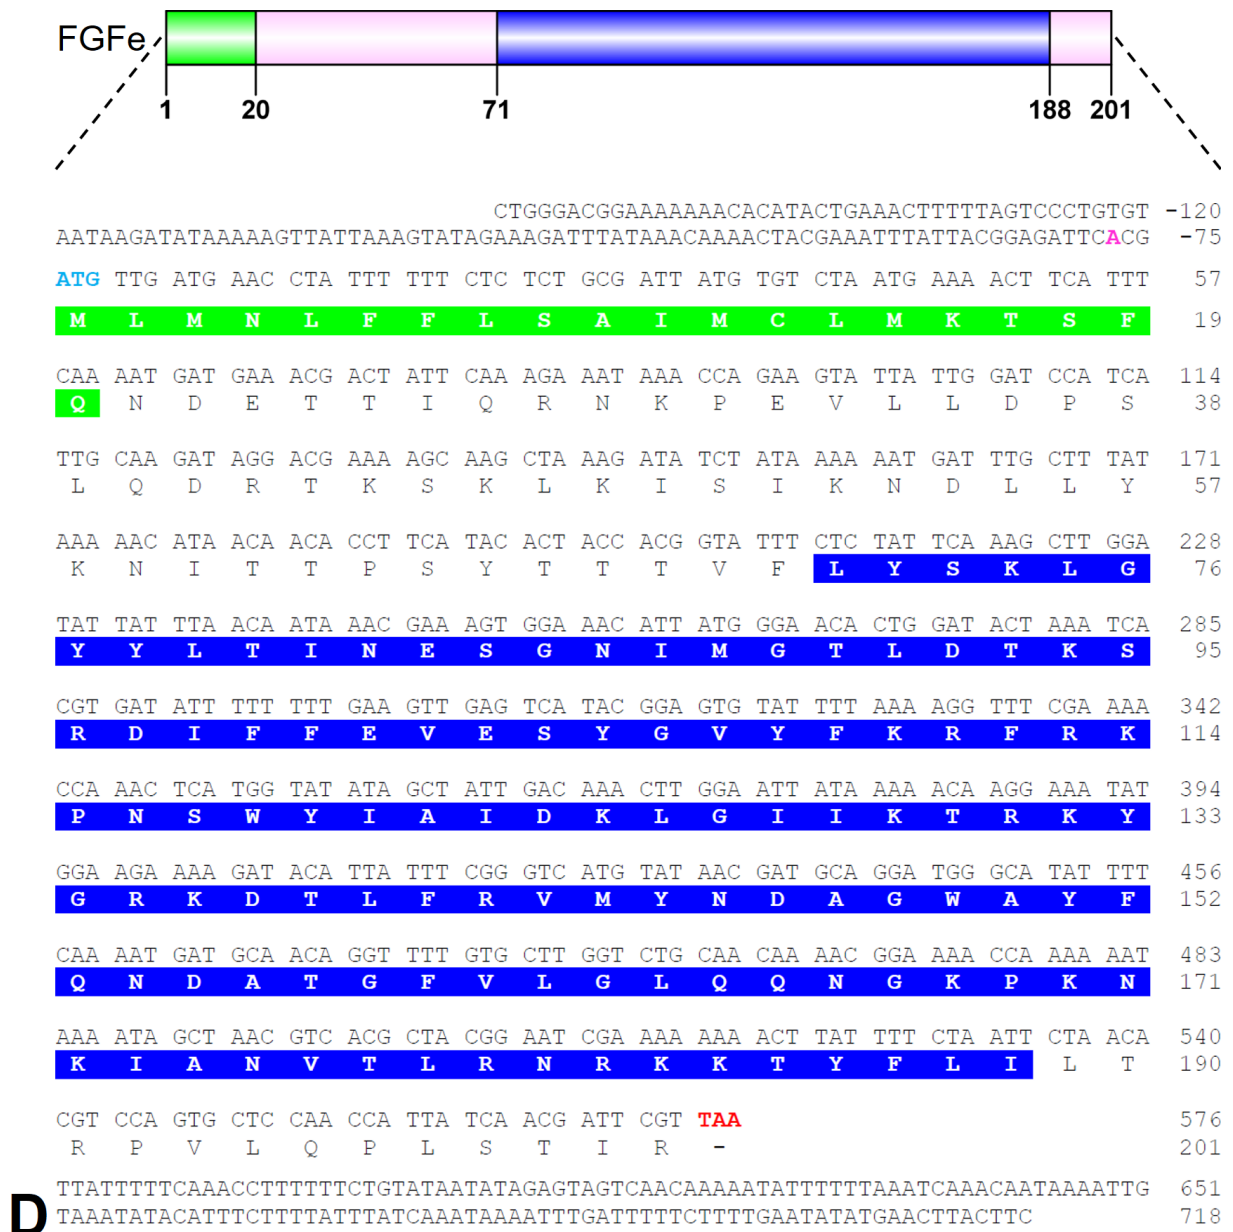 FGFe
1 20 71 188 201
CTGGGACGGAAAAAAACACATACTGAAACTTTTTAGTCCCTGTGT -120
AATAAGATATAAAAAGTTATTAAAGTATAGAAAGATTTATAAACAAAACTACGAAATTTATTACGGAGATTCACG -75
ATG TTG ATG AAC CTA TTT TTT CTC TCT GCG ATT ATG TGT CTA ATG AAA ACT TCA TTT 57
M L M N L F F L S A I M C L M K T S F 19
CAA AAT GAT GAA ACG ACT ATT CAA AGA AAT AAA CCA GAA GTA TTA TTG GAT CCA TCA 114
Q N D E T T I Q R N K P E V L L D P S 38
TTG CAA GAT AGG ACG AAA AGC AAG CTA AAG ATA TCT ATA AAA AAT GAT TTG CTT TAT 171
L Q D R T K S K L K I S I K N D L L Y 57
AAA AAC ATA ACA ACA CCT TCA TAC ACT ACC ACG GTA TTT CTC TAT TCA AAG CTT GGA 228
K N I T T P S Y T T T V F L Y S K L G 76
TAT TAT TTA ACA ATA AAC GAA AGT GGA AAC ATT ATG GGA ACA CTG GAT ACT AAA TCA 285
Y Y L T I N E S G N I M G T L D T K S 95
CGT GAT ATT TTT TTT GAA GTT GAG TCA TAC GGA GTG TAT TTT AAA AGG TTT CGA AAA 342
R D I F F E V E S Y G V Y F K R F R K 114
CCA AAC TCA TGG TAT ATA GCT ATT GAC AAA CTT GGA ATT ATA AAA ACA AGG AAA TAT 394
P N S W Y I A I D K L G I I K T R K Y 133
GGA AGA AAA GAT ACA TTA TTT CGG GTC ATG TAT AAC GAT GCA GGA TGG GCA TAT TTT 456
G R K D T L F R V M Y N D A G W A Y F 152
CAA AAT GAT GCA ACA GGT TTT GTG CTT GGT CTG CAA CAA AAC GGA AAA CCA AAA AAT 483
Q N D A T G F V L G L Q Q N G K P K N 171
AAA ATA GCT AAC GTC ACG CTA CGG AAT CGA AAA AAA ACT TAT TTT CTA ATT CTA ACA 540
K I A N V T L R N R K K T Y F L I L T 190
CGT CCA GTG CTC CAA CCA TTA TCA ACG ATT CGT TAA 576
R P V L Q P L S T I R - 201
TTATTTTTCAAACCTTTTTTCTGTATAATATAGAGTAGTCAACAAAAATATTTTTTAAATCAAACAATAAAATTG 651
D TAAATATACATTTCTTTTATTTATCAAATAAAATTTGATTTTTCTTTTGAATATATGAACTTACTTC 718